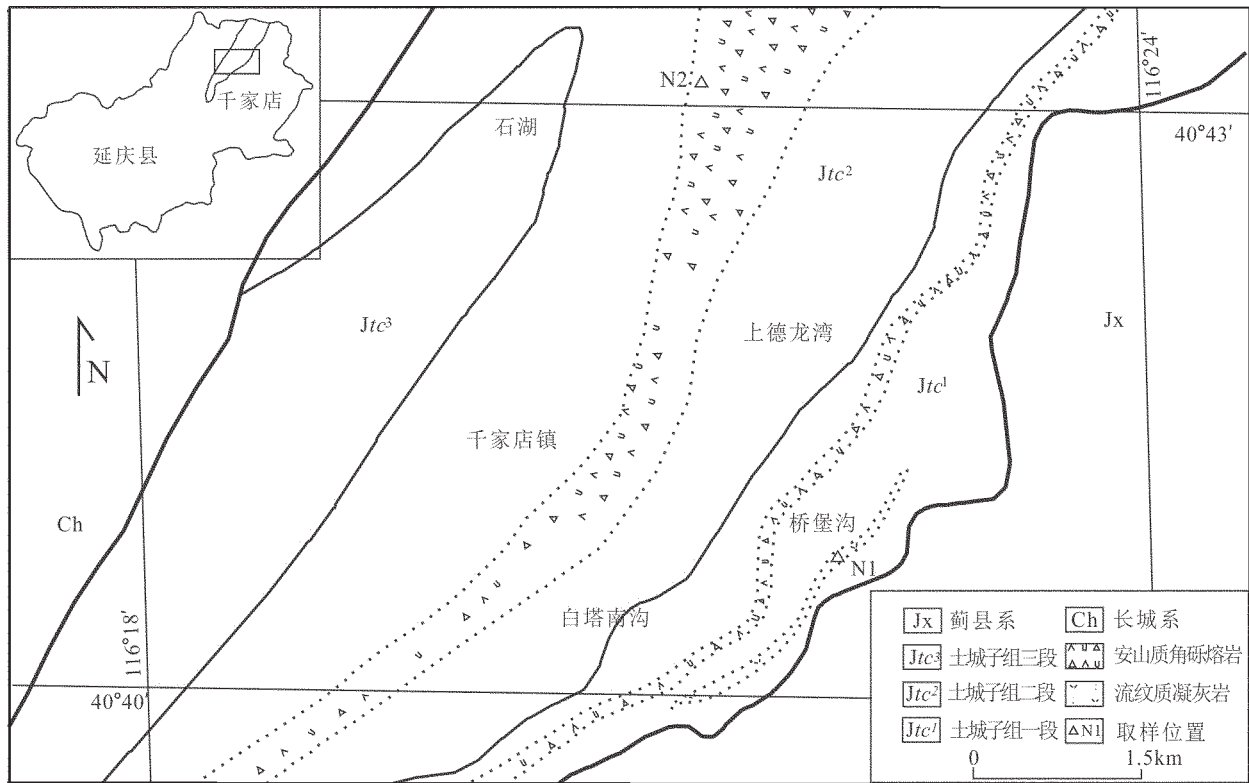 千家店
延庆县
N2
116°24′
石湖
40°43′
Jtc²
Jtc³
上德龙湾
Jx
N
Jtc¹
千家店镇
Ch
桥堡沟
N1
白塔南沟
116°18′
40°40′
Jx 蓟县系
Ch 长城系
Jtc³ 土城子组三段
安山质角砾熔岩
Jtc² 土城子组二段
流纹质凝灰岩
Jtc¹ 土城子组一段
N1 取样位置
0 1.5km